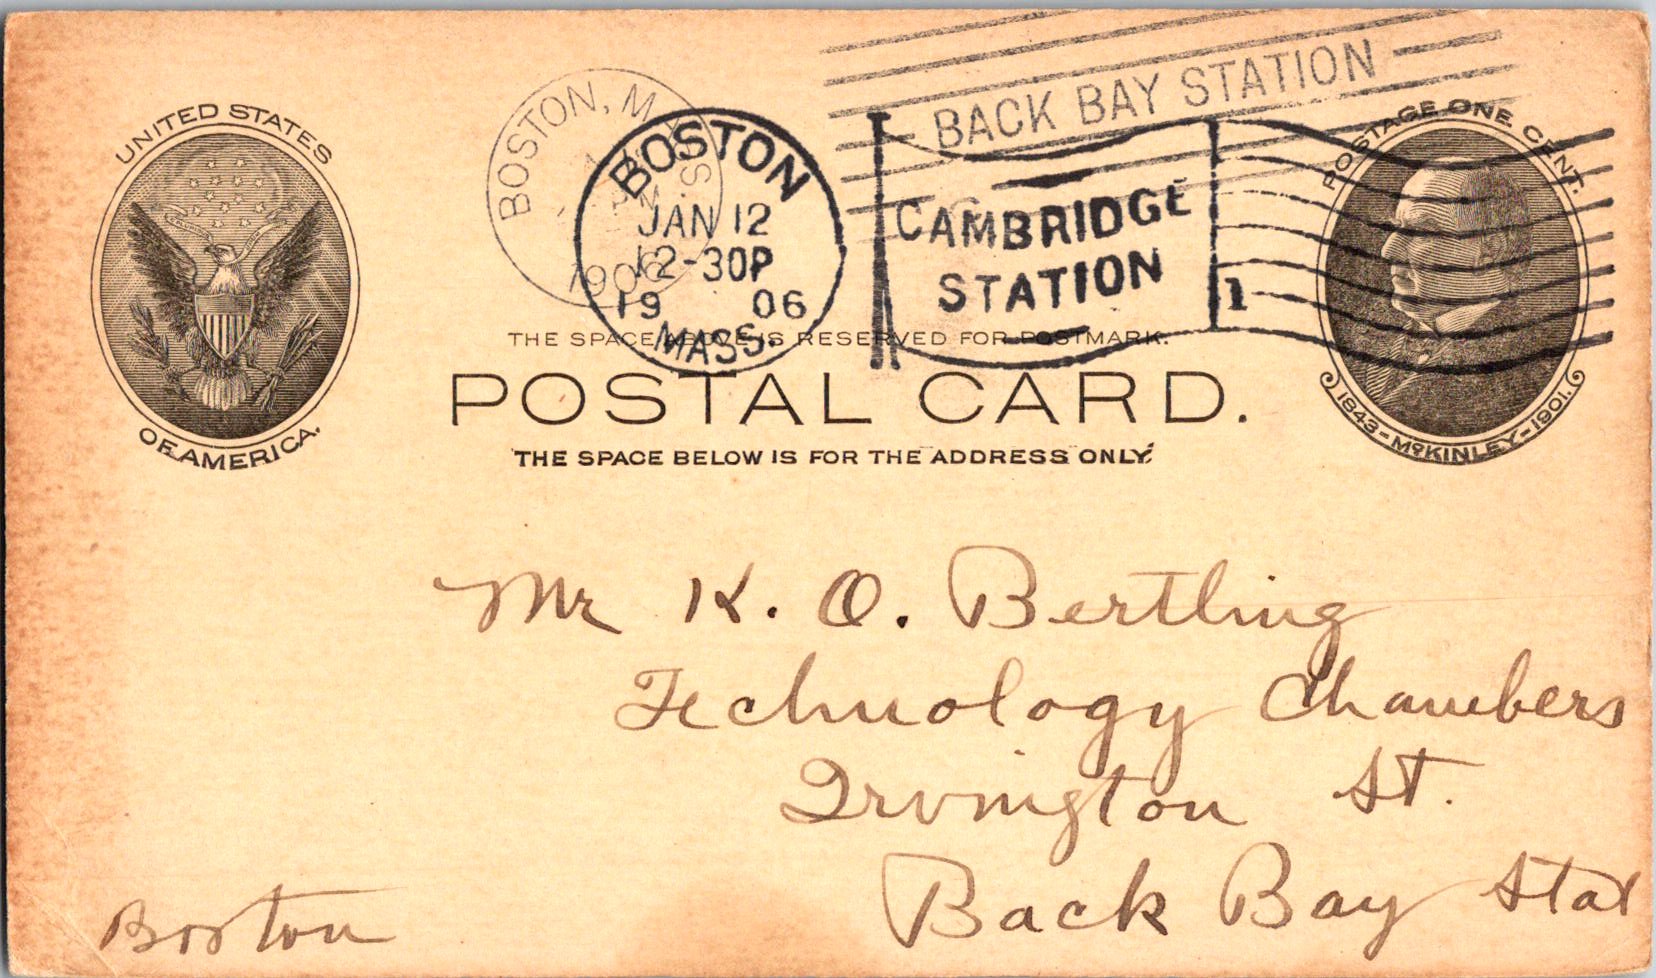 UNITED STATES
OF AMERICA.
BOSTON, M
1906
BOSTON
JAN 12
12-30P
19 06
MASS.
BACK BAY STATION
CAMBRIDGE
STATION
1
POSTAGE ONE CENT.
1843-McKINLEY-1901.
THE SPACE ABOVE IS RESERVED FOR POSTMARK.
POSTAL CARD.
THE SPACE BELOW IS FOR THE ADDRESS ONLY.
Mr K. O. Bertling
Technology Chambers
Irvington St.
Back Bay Stat
Boston